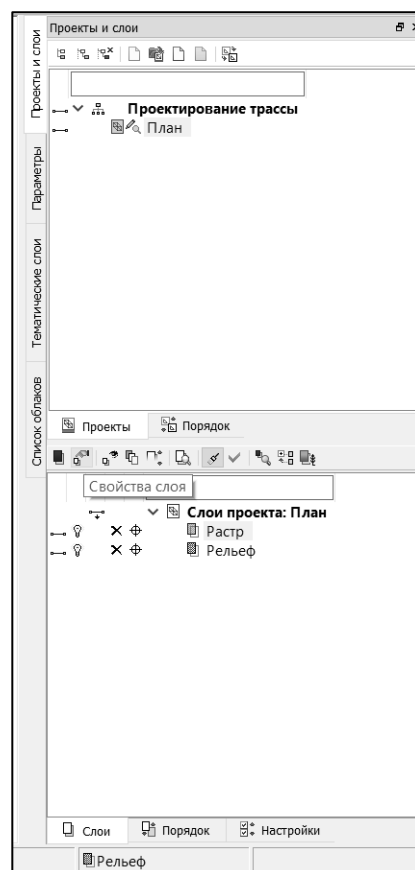 Проекты и слои
Проекты и слои
Параметры
Тематические слои
Список облаков
Проектирование трассы
План
Проекты
Порядок
Свойства слоя
Слои проекта: План
Растр
Рельеф
Слои
Порядок
Настройки
Рельеф